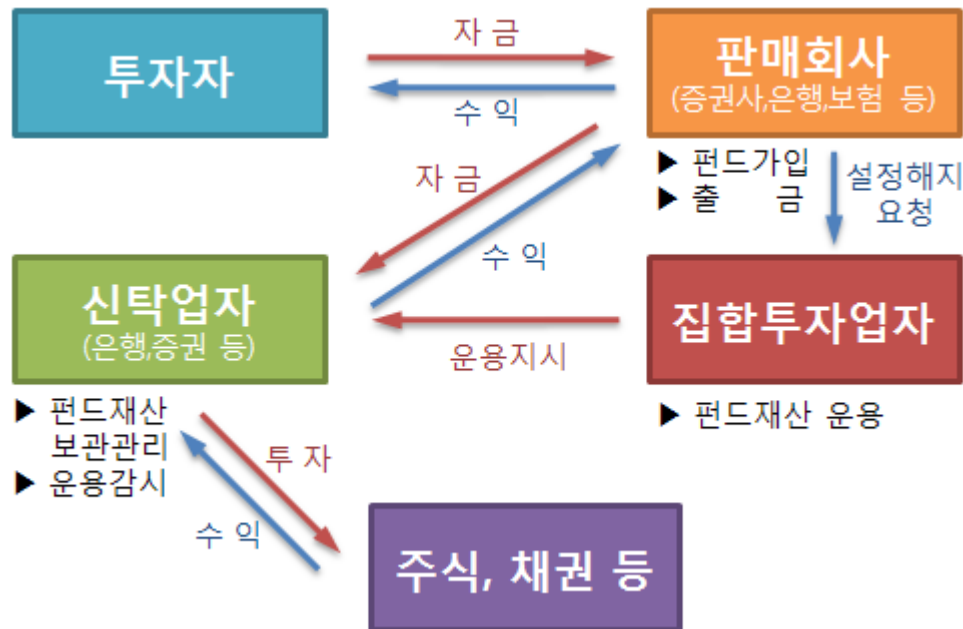 투자자
자 금
수 익
판매회사
(증권사,은행,보험 등)
▶ 펀드가입
▶ 출 금
설정해지
요청
자 금
수 익
신탁업자
(은행,증권 등)
운용지시
집합투자업자
▶ 펀드재산
보관관리
▶ 운용감시
▶ 펀드재산 운용
투 자
수 익
주식, 채권 등